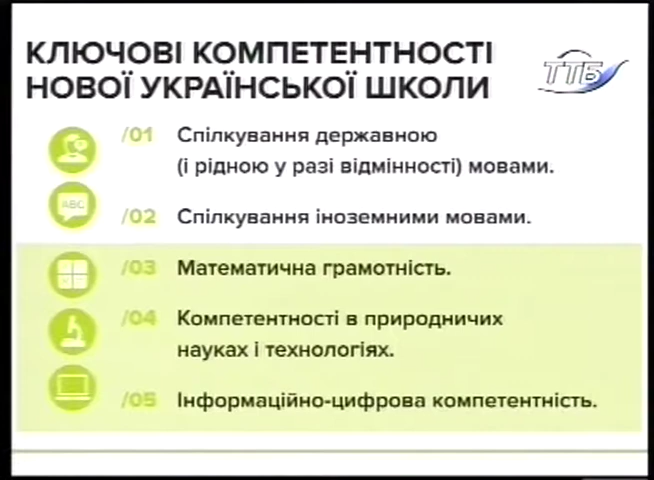 КЛЮЧОВІ КОМПЕТЕНТНОСТІ
НОВОЇ УКРАЇНСЬКОЇ ШКОЛИ
ТТБ
/01 Спілкування державною
(і рідною у разі відмінності) мовами.
ABC
/02 Спілкування іноземними мовами.
/03 Математична грамотність.
/04 Компетентності в природничих
науках і технологіях.
/05 Інформаційно-цифрова компетентність.